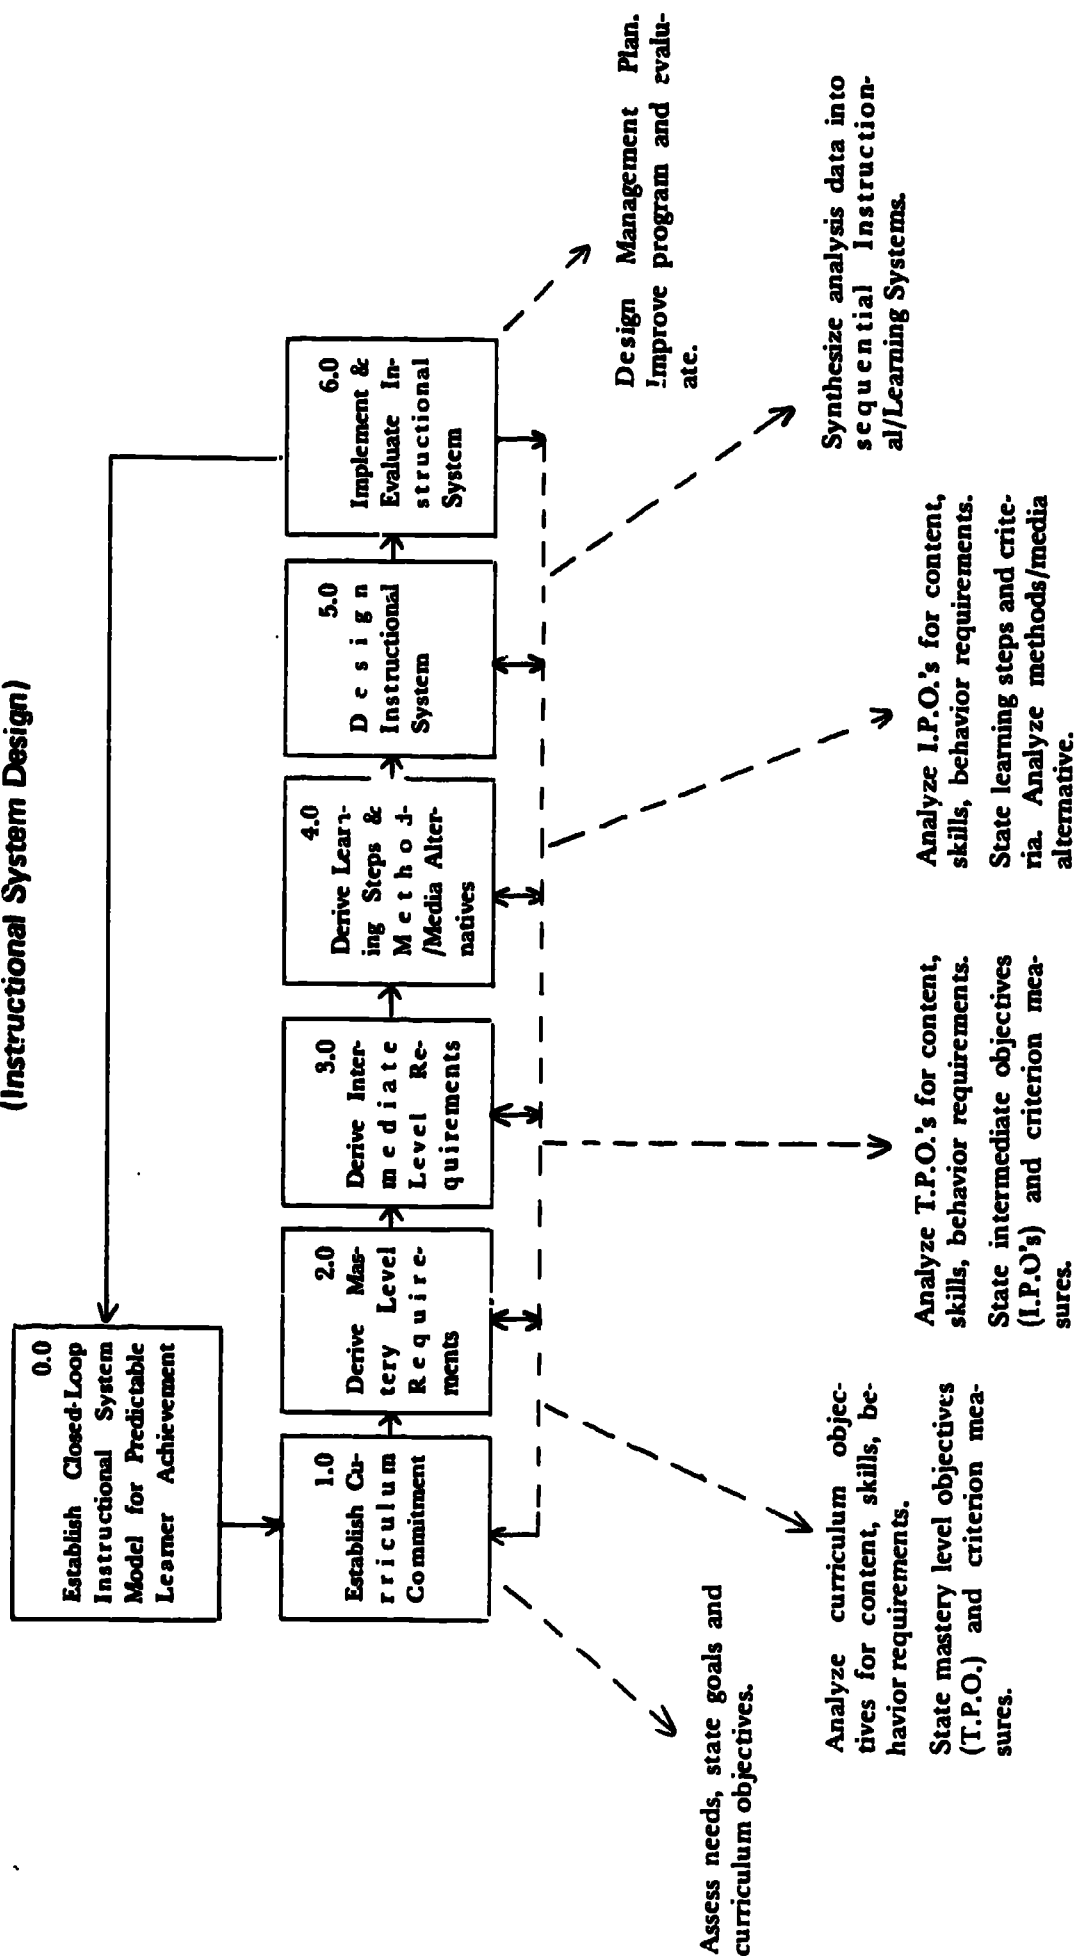 (Instructional System Design)
0.0
Establish Closed-Loop
Instructional System
Model for Predictable
Learner Achievement
1.0
Establish Cu-
rriculum
Commitment
2.0
Derive Mas-
tery Level
Require-
ments
3.0
Derive Inter-
mediate
Level Re-
quirements
4.0
Derive Learn-
ing Steps &
Method-
/Media Alter-
natives
5.0
Design
Instructional
System
6.0
Implement &
Evaluate In-
structional
System
Assess needs, state goals and
curriculum objectives.
Analyze curriculum objec-
tives for content, skills, be-
havior requirements.
State mastery level objectives
(T.P.O.) and criterion mea-
sures.
Analyze T.P.O.'s for content,
skills, behavior requirements.
State intermediate objectives
(I.P.O's) and criterion mea-
sures.
Analyze I.P.O.'s for content,
skills, behavior requirements.
State learning steps and crite-
ria. Analyze methods/media
alternative.
Synthesize analysis data into
sequential Instruction-
al/Learning Systems.
Design Management Plan.
Improve program and evalu-
ate.